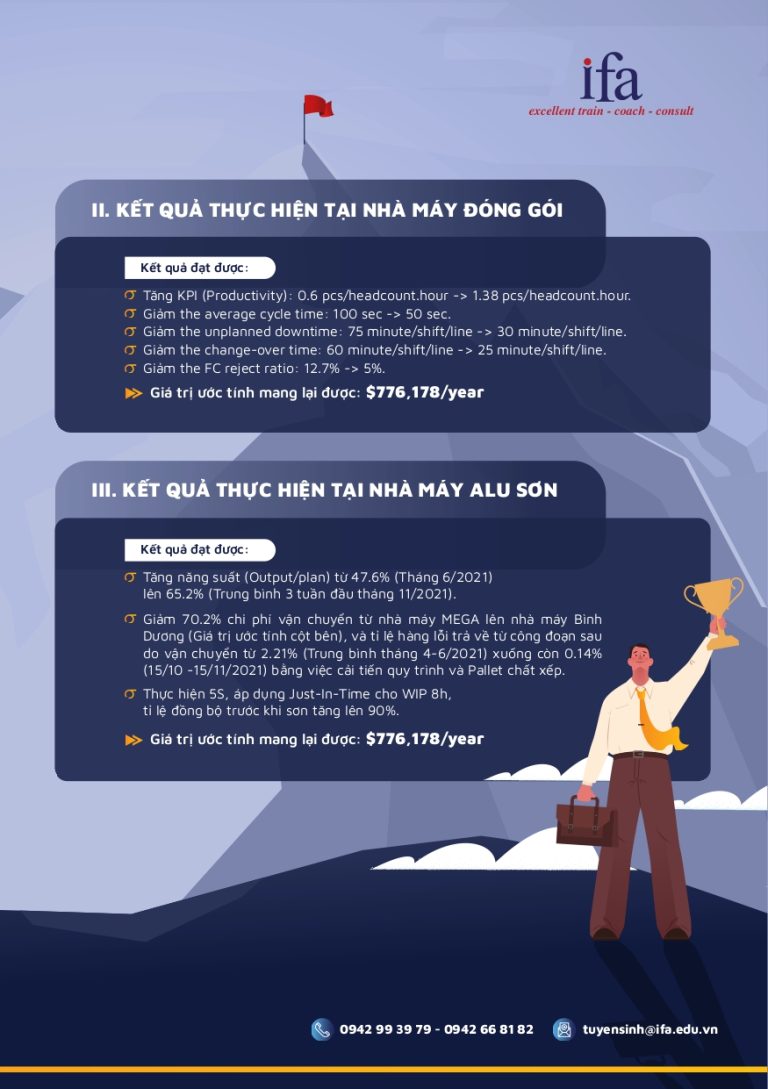 ifa
excellent train - coach - consult
II. KẾT QUẢ THỰC HIỆN TẠI NHÀ MÁY ĐÓNG GÓI
Kết quả đạt được:
Tăng KPI (Productivity): 0.6 pcs/headcount.hour -> 1.38 pcs/headcount.hour.
Giảm the average cycle time: 100 sec -> 50 sec.
Giảm the unplanned downtime: 75 minute/shift/line -> 30 minute/shift/line.
Giảm the change-over time: 60 minute/shift/line -> 25 minute/shift/line.
Giảm the FC reject ratio: 12.7% -> 5%.
Giá trị ước tính mang lại được: $776,178/year
III. KẾT QUẢ THỰC HIỆN TẠI NHÀ MÁY ALU SƠN
Kết quả đạt được:
Tăng năng suất (Output/plan) từ 47.6% (Tháng 6/2021)
lên 65.2% (Trung bình 3 tuần đầu tháng 11/2021).
Giảm 70.2% chi phí vận chuyển từ nhà máy MEGA lên nhà máy Bình
Dương (Giá trị ước tính cột bên), và tỉ lệ hàng lỗi trả về từ công đoạn sau
do vận chuyển từ 2.21% (Trung bình tháng 4-6/2021) xuống còn 0.14%
(15/10 -15/11/2021) bằng việc cải tiến quy trình và Pallet chất xếp.
Thực hiện 5S, áp dụng Just-In-Time cho WIP 8h,
tỉ lệ đồng bộ trước khi sơn tăng lên 90%.
Giá trị ước tính mang lại được: $776,178/year
0942 99 39 79 - 0942 66 81 82 tuyensinh@ifa.edu.vn